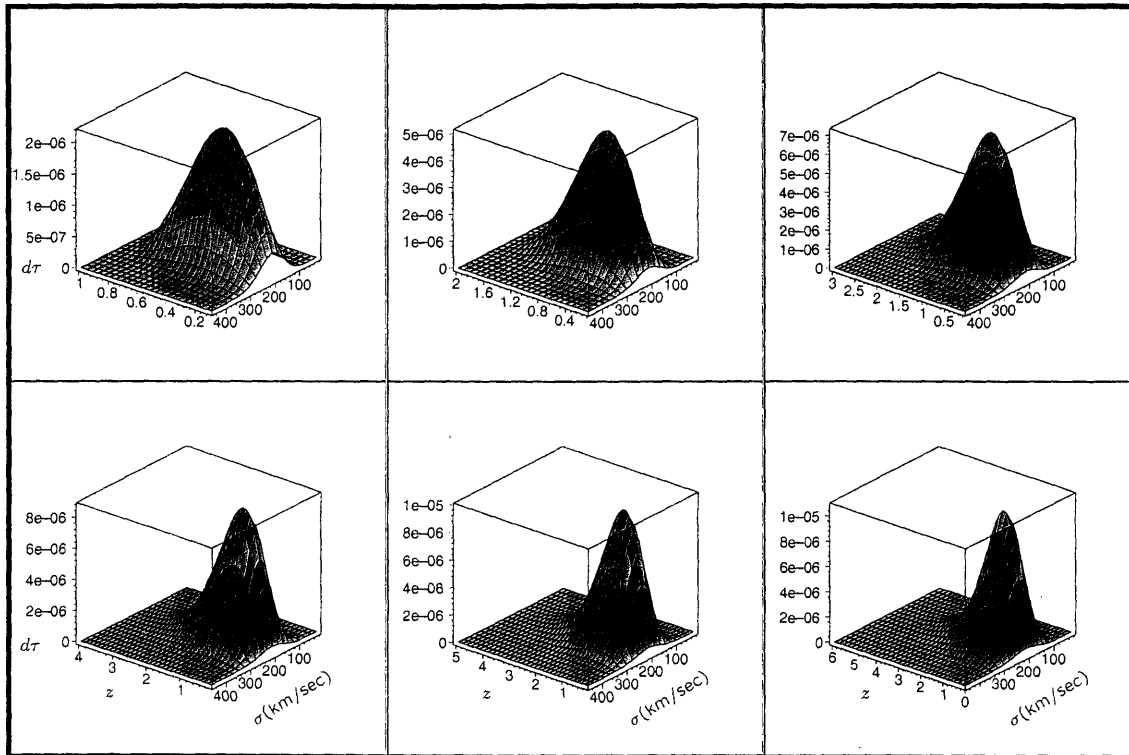 2e−06
1.5e−06
1e−06
5e−07
0
dτ
1
0.8
0.6
0.4
0.2
400
300
200
100
5e−06
4e−06
3e−06
2e−06
1e−06
0
2
1.6
1.2
0.8
0.4
400
300
200
100
7e−06
6e−06
5e−06
4e−06
3e−06
2e−06
1e−06
0
3
2.5
2
1.5
1
0.5
400
300
200
100
8e−06
6e−06
4e−06
2e−06
0
dτ
4
3
2
1
z
400
300
200
100
σ(km/sec)
1e−05
8e−06
6e−06
4e−06
2e−06
0
5
4
3
2
1
z
400
300
200
100
σ(km/sec)
1e−05
8e−06
6e−06
4e−06
2e−06
0
6
5
4
3
2
1
0
z
400
300
200
100
σ(km/sec)